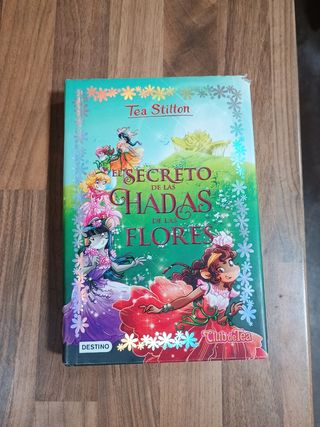 Tea Stilton
EL SECRETO
DE LAS
HADAS
DE LAS
FLORES
Club de Tea
DESTINO